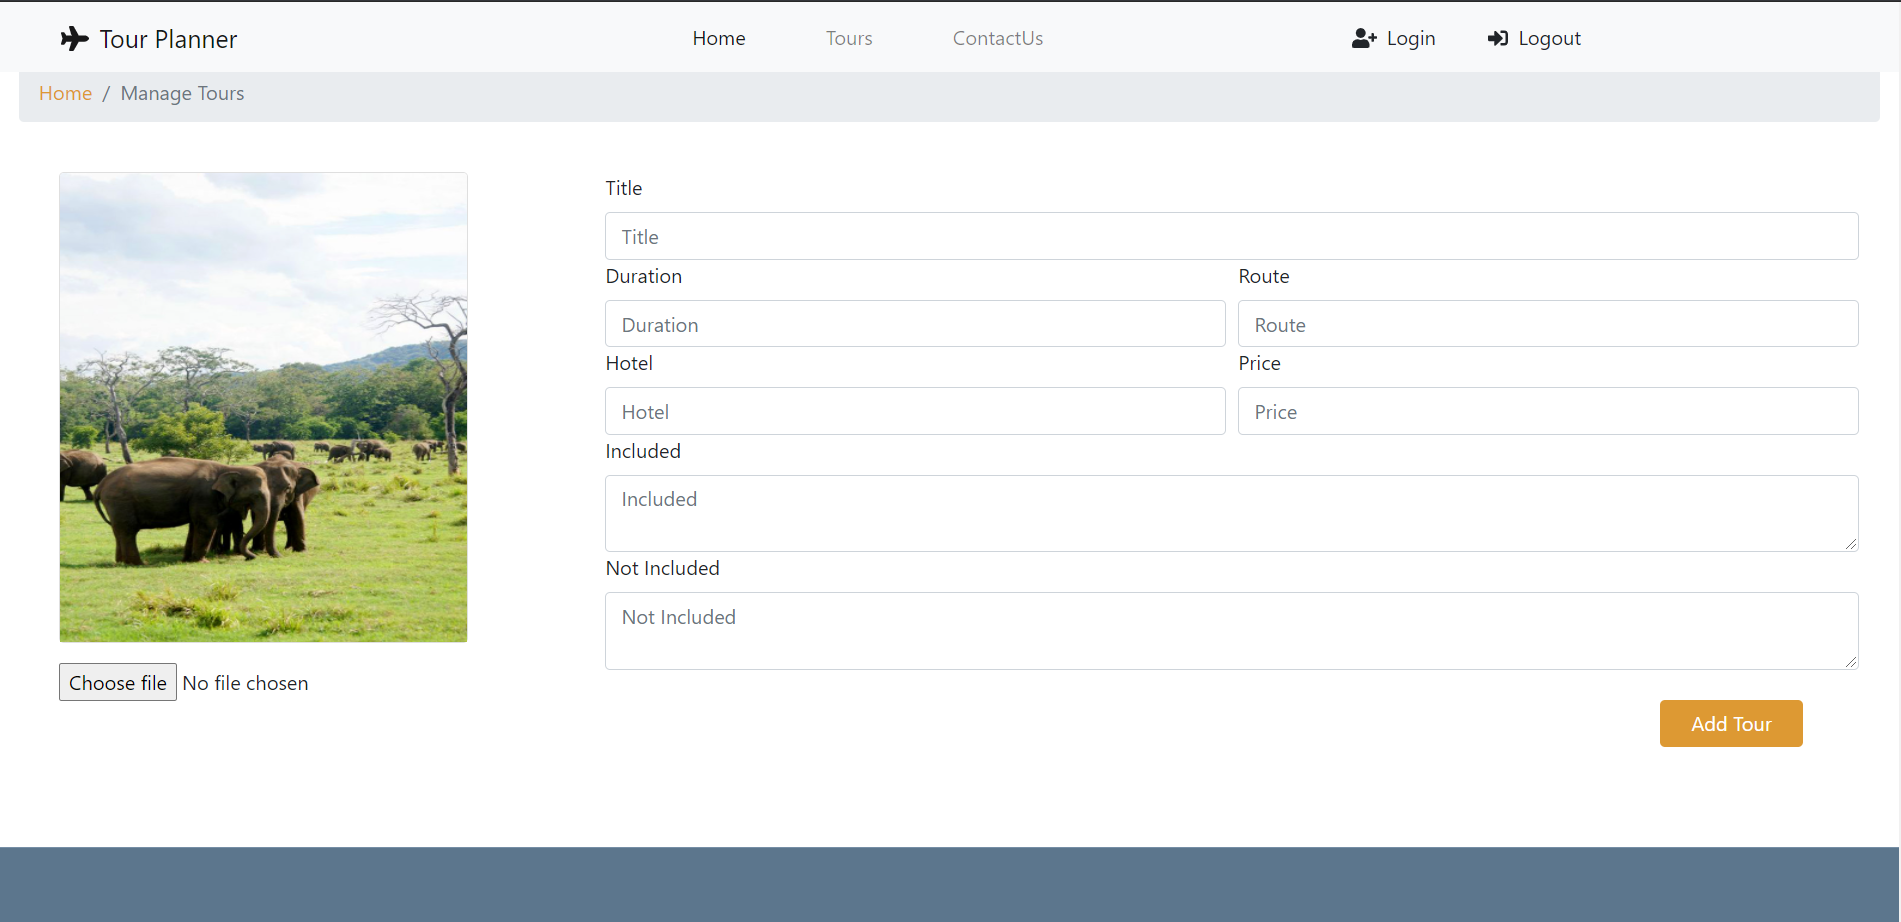 Tour Planner Home Tours ContactUs Login Logout
Home / Manage Tours
Title
Title
Duration Route
Duration Route
Hotel Price
Hotel Price
Included
Included
Not Included
Not Included
Choose file No file chosen
Add Tour